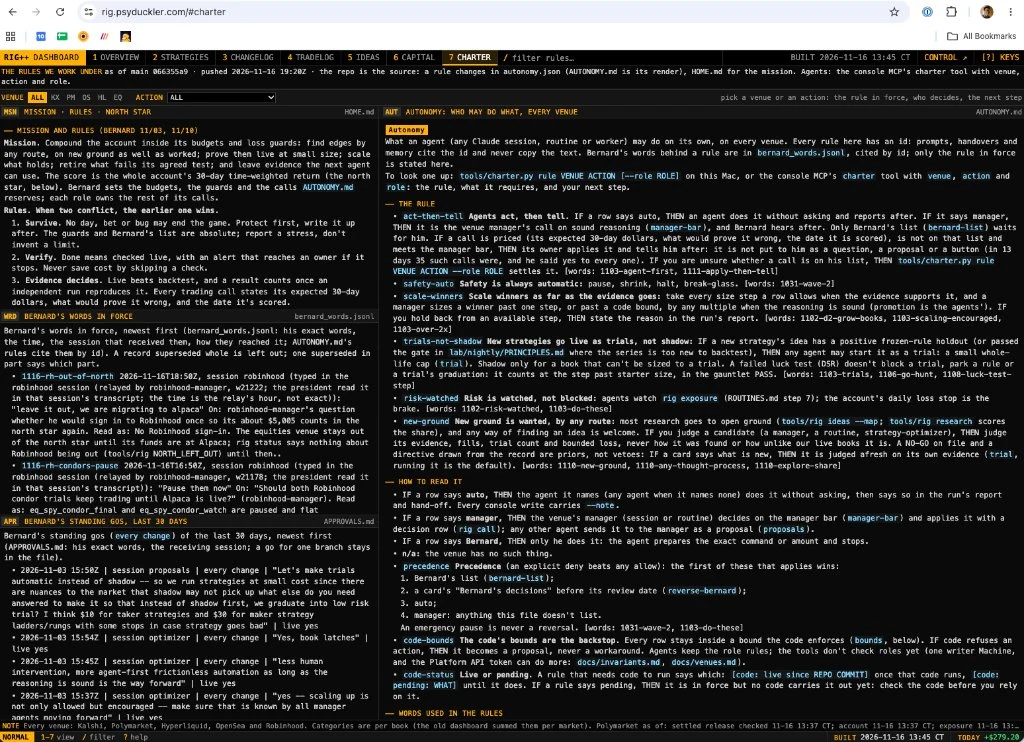 rig.psyduckler.com/#charter
All Bookmarks
RIG++ DASHBOARD 1 OVERVIEW 2 STRATEGIES 3 CHANGELOG 4 TRADELOG 5 IDEAS 6 CAPITAL 7 CHARTER / filter rules… BUILT 2026-11-16 13:45 CT CONTROL ↗ [?] KEYS
THE RULES WE WORK UNDER as of main 066355a9 · pushed 2026-11-16 19:20Z · the repo is the source: a rule changes in autonomy.json (AUTONOMY.md is its render), HOME.md for the mission. Agents: the console MCP's charter tool with venue,
action and role.
VENUE ALL KX PM DS HL EQ ACTION ALL pick a venue or an action: the rule in force, who decides, the next step
MSN MISSION · RULES · NORTH STAR HOME.md
—— MISSION AND RULES (BERNARD 11/03, 11/10)
Mission. Compound the account inside its budgets and loss guards: find edges
by any route, on new ground as well as worked; prove them live at small size; scale
what holds; retire what fails its agreed test; and leave evidence the next agent
can use. The score is the whole account's 30-day time-weighted return (the north
star, below). Bernard sets the budgets, the guards and the calls AUTONOMY.md
reserves; each role owns the rest of its calls.
Rules. When two conflict, the earlier one wins.
1. Survive. No day, bet or bug may end the game. Protect first, write it up
after. The guards and Bernard's list are absolute; report a stress, don't
invent a limit.
2. Verify. Done means checked live, with an alert that reaches an owner if it
stops. Never save cost by skipping a check.
3. Evidence decides. Live beats backtest, and a result counts once an
independent run reproduces it. Every trading call states its expected 30-day
dollars, what would prove it wrong, and the date it's scored.
WRD BERNARD'S WORDS IN FORCE bernard_words.jsonl
Bernard's words in force, newest first (bernard_words.jsonl: his exact words,
the time, the session that received them, how they reached it; AUTONOMY.md's
rules cite them by id). A record superseded whole is left out; one superseded in
part says which part.
• 1116-rh-out-of-north 2026-11-16T18:50Z, session robinhood (typed in the
robinhood session (relayed by robinhood-manager, w21222; the president read it
in that session's transcript; the time is the relay's hour, not exact)):
"leave it out, we are migrating to alpaca" On: robinhood-manager's question
whether he would sign in to Robinhood once so its about $5,005 counts in the
north star again. Read as: No Robinhood sign-in. The equities venue stays out
of the north star until its funds are at Alpaca; rig status says nothing about
Robinhood being out (tools/rig NORTH_LEFT_OUT) until then..
• 1116-rh-condors-pause 2026-11-16T16:50Z, session robinhood (typed in the
robinhood session (relayed by robinhood-manager, w21178; the president read it
in that session's transcript)): "Pause them now" On: "Should both Robinhood
condor trials keep trading until Alpaca is live?" (robinhood-manager). Read
as: eq_spy_condor_final and eq_spy_condor_watch are paused and flat
APR BERNARD'S STANDING GOS, LAST 30 DAYS APPROVALS.md
Bernard's standing gos (every change) of the last 30 days, newest first
(APPROVALS.md: his exact word, the receiving session; a go for one branch stays
in the file).
• 2026-11-03 15:50Z | session proposals | every change | "Let's make trials
automatic instead of shadow —— so we run strategies at small cost since there
are nuances to the market that shadow may not pick up what else do you need
answered to make it so that instead of shadow first, we graduate into low risk
trial? I think $10 for taker strategies and $30 for maker strategy
ladders/rungs with some stops in case strategy goes bad" | live yes
• 2026-11-03 15:54Z | session optimizer | every change | "Yes, book latches" |
live yes
• 2026-11-03 15:45Z | session optimizer | every change | "less human
intervention, more agent-first frictionless automation as long as the
reasoning is sound is the way forward" | live yes
• 2026-11-03 15:37Z | session optimizer | every change | "yes —— scaling up is
not only allowed but encouraged —— make sure that is known by all manager
agents moving forward" | live yes
AUT AUTONOMY: WHO MAY DO WHAT, EVERY VENUE AUTONOMY.md
Autonomy
What an agent (any Claude session, routine or worker) may do on its own, on every venue. Every rule here has an id: prompts, handovers and
memory cite the id and never copy the text. Bernard's words behind a rule are in bernard_words.jsonl, cited by id; only the rule in force
is stated here.
To look one up: tools/charter.py rule VENUE ACTION [--role ROLE] on this Mac, or the console MCP's charter tool with venue, action and
role: the rule, what it requires, and your next step.
—— THE RULE
• act-then-tell Agents act, then tell. IF a row says auto, THEN an agent does it without asking and reports after. IF it says manager,
THEN it is the venue manager's call on sound reasoning (manager-bar), and Bernard hears after. Only Bernard's list (bernard-list) waits
for him. IF a call is priced (its expected 30-day dollars, what would prove it wrong, the date it is scored), is not on that list and
meets the manager bar, THEN its owner applies it and tells him after: it is not put to him as a question, a proposal or a button (in 13
days 35 such calls were, and he said yes to every one). IF you are unsure whether a call is on his list, THEN tools/charter.py rule
VENUE ACTION --role ROLE settles it. [words: 1103-agent-first, 1111-apply-then-tell]
• safety-auto Safety is always automatic: pause, shrink, halt, break-glass. [words: 1031-wave-2]
• scale-winners Scale winners as far as the evidence goes: take every size step a row allows when the evidence supports it, and a
manager sizes a winner past one step, or past a code bound, by any multiple when the reasoning is sound (promotion is the agents'). IF
you hold back from an available step, THEN state the reason in the run's report. [words: 1102-d2-grow-books, 1103-scaling-encouraged,
1103-over-2x]
• trials-not-shadow New strategies go live as trials, not shadow: IF a new strategy's idea has a positive frozen-rule holdout (or passed
the gate in lab/nightly/PRINCIPLES.md where the series is too new to backtest), THEN any agent may start it as a trial: a small whole-
life cap (trial). Shadow only for a book that can't be sized to a trial. A failed luck test (DSR) doesn't block a trial, park a rule or
a trial's graduation: it counts at the step past starter size, in the gauntlet PASS. [words: 1103-trials, 1106-go-hunt, 1108-luck-test-
step]
• risk-watched Risk is watched, not blocked: agents watch rig exposure (ROUTINES.md step 7); the account's daily loss stop is the
brake. [words: 1102-risk-watched, 1103-do-these]
• new-ground New ground is wanted, by any route: most research goes to open ground (tools/rig ideas --map; tools/rig research scores
the share), and any way of finding an idea is welcome. IF you judge a candidate (a manager, a routine, strategy-optimizer), THEN judge
its evidence, fills, trial count and bounded loss, never how it was found or how unlike our live books it is. A NO-GO on file and a
directive drawn from the record are priors, not vetoes: IF a card says what is new, THEN it is judged afresh on its own evidence (trial,
running it is the default). [words: 1110-new-ground, 1110-any-thought-process, 1110-explore-share]
—— HOW TO READ IT
• IF a row says auto, THEN the agent it names (any agent when it names none) does it without asking, then says so in the run's report
and hand-off. Every console write carries --note.
• IF a row says manager, THEN the venue's manager (session or routine) decides on the manager bar (manager-bar) and applies it with a
decision row (rig call); any other agent sends it to the manager as a proposal (proposals).
• IF a row says Bernard, THEN only he does it: the agent prepares the exact command or amount and stops.
• n/a: the venue has no such thing.
• precedence Precedence (an explicit deny beats any allow): the first of these that applies wins:
1. Bernard's list (bernard-list);
2. a card's "Bernard's decisions" before its review date (reverse-bernard);
3. auto;
4. manager: anything this file doesn't list.
An emergency pause is never a reversal. [words: 1031-wave-2, 1103-do-these]
• code-bounds The code's bounds are the backstop. Every row stays inside a bound the code enforces (bounds, below). IF code refuses an
action, THEN it becomes a proposal, never a workaround. Agents keep the role rules; the tools don't check roles yet (one writer Machine,
and the Platform API token can do more: docs/invariants.md, docs/venues.md).
• code-status Live or pending. A rule that needs code to run says which: [code: live since REPO COMMIT] once that code runs, [code:
pending: WHAT] until it does. IF a rule says pending, THEN it is in force but no code carries it out yet: check the code before you rely
on it.
—— WORDS USED IN THE RULES
NOTE Every venue: Kalshi, Polymarket, Hyperliquid, OpenSea and Robinhood. Categories are per book (the old dashboard summed them per market). Polymarket as of: settled release checked 11-16 13:37 CT; account 11-16 13:37 CT; exposure 11-16 13:…
NORMAL 1–7 view / filter ? help BUILT 2026-11-16 13:45 CT TODAY +$279.20